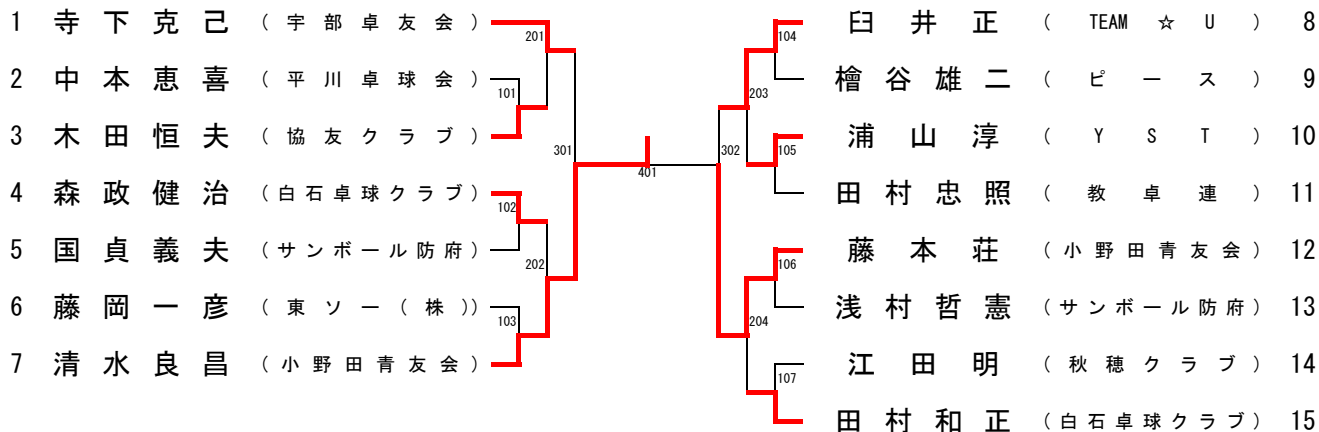 1 寺下克己 (宇部卓友会)
2 中本恵喜 (平川卓球会)
3 木田恒夫 (協友クラブ)
4 森政健治 (白石卓球クラブ)
5 国貞義夫 (サンボール防府)
6 藤岡一彦 (東ソー(株))
7 清水良昌 (小野田青友会)
201
101
301
102
202
103
401
臼井正 (TEAM ☆ U) 8
檜谷雄二 (ピース) 9
浦山淳 (YST) 10
田村忠照 (教卓連) 11
藤本荘 (小野田青友会) 12
浅村哲憲 (サンボール防府) 13
江田明 (秋穂クラブ) 14
田村和正 (白石卓球クラブ) 15
104
203
302
105
106
204
107